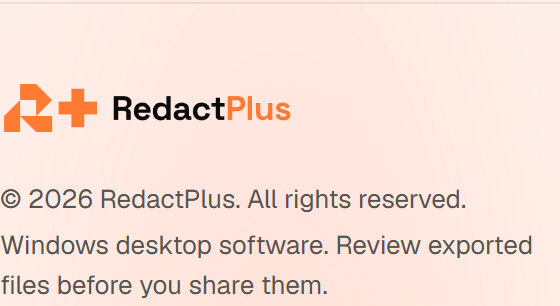 RedactPlus
© 2026 RedactPlus. All rights reserved.
Windows desktop software. Review exported
files before you share them.